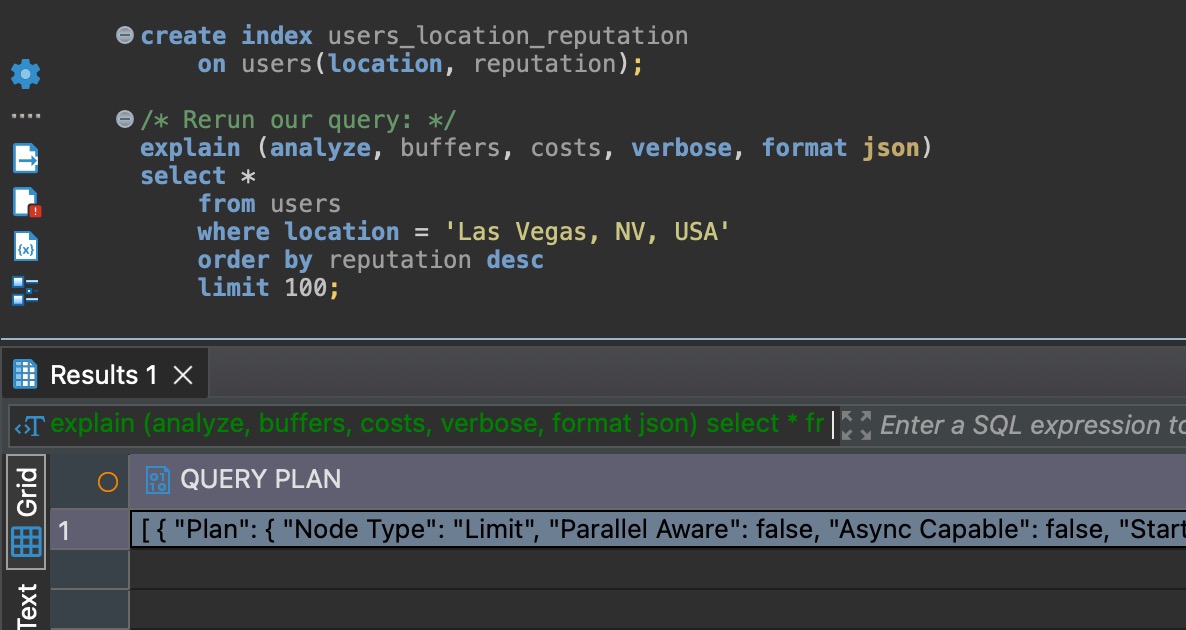 create index users_location_reputation
on users(location, reputation);
/* Rerun our query: */
explain (analyze, buffers, costs, verbose, format json)
select *
from users
where location = 'Las Vegas, NV, USA'
order by reputation desc
limit 100;
Results 1
explain (analyze, buffers, costs, verbose, format json) select * fr
Enter a SQL expression to
Grid
QUERY PLAN
1
[ { "Plan": { "Node Type": "Limit", "Parallel Aware": false, "Async Capable": false, "Start
Text